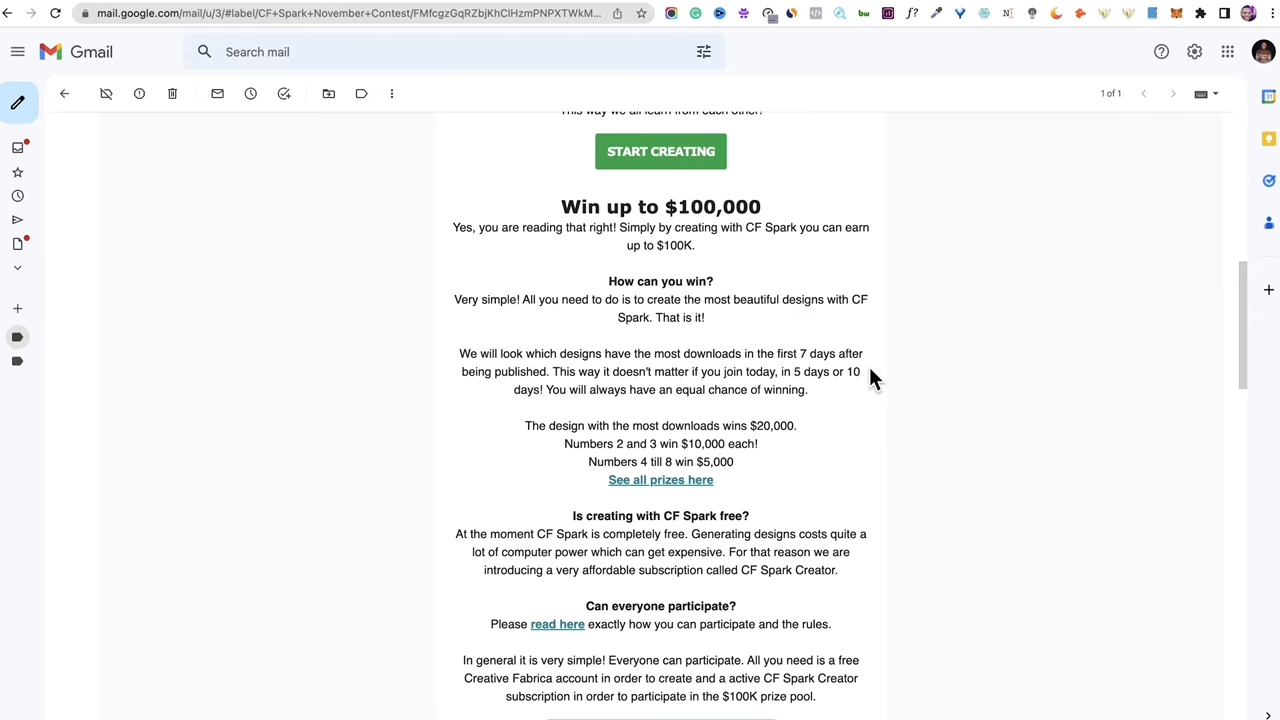 mail.google.com/mail/u/3/#label/CF+Spark+November+Contest/FMfcgzGqRZbjKhClHzmPNPXTWkM...
Gmail
Search mail
1 of 1
This way we all learn from each other!
START CREATING
Win up to $100,000
Yes, you are reading that right! Simply by creating with CF Spark you can earn
up to $100K.
How can you win?
Very simple! All you need to do is to create the most beautiful designs with CF
Spark. That is it!
We will look which designs have the most downloads in the first 7 days after
being published. This way it doesn't matter if you join today, in 5 days or 10
days! You will always have an equal chance of winning.
The design with the most downloads wins $20,000.
Numbers 2 and 3 win $10,000 each!
Numbers 4 till 8 win $5,000
See all prizes here
Is creating with CF Spark free?
At the moment CF Spark is completely free. Generating designs costs quite a
lot of computer power which can get expensive. For that reason we are
introducing a very affordable subscription called CF Spark Creator.
Can everyone participate?
Please read here exactly how you can participate and the rules.
In general it is very simple! Everyone can participate. All you need is a free
Creative Fabrica account in order to create and a active CF Spark Creator
subscription in order to participate in the $100K prize pool.